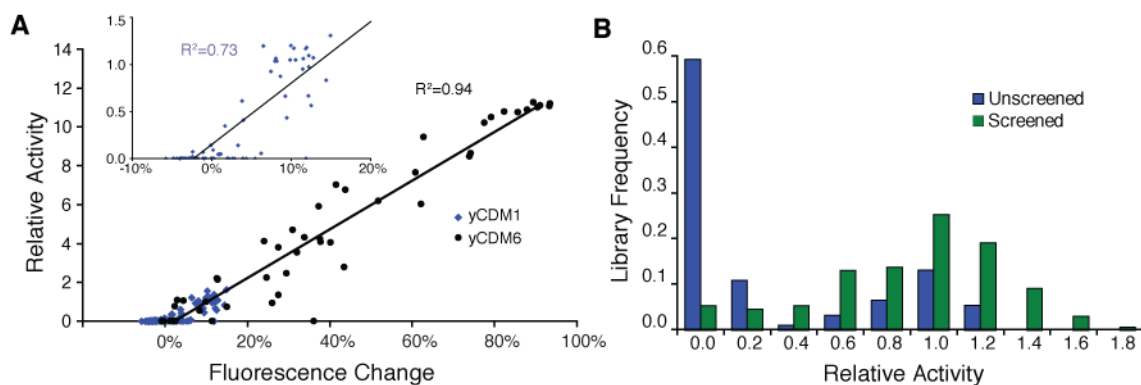 A
1.5
R²=0.73
1.0
0.5
0.0
-10%
0%
10%
20%
14
12
10
8
6
4
2
0
R²=0.94
yCDM1
yCDM6
Relative Activity
0%
20%
40%
60%
80%
100%
Fluorescence Change
B
0.6
0.5
0.4
0.3
0.2
0.1
0.0
Unscreened
Screened
Library Frequency
0.0 0.2 0.4 0.6 0.8 1.0 1.2 1.4 1.6 1.8
Relative Activity